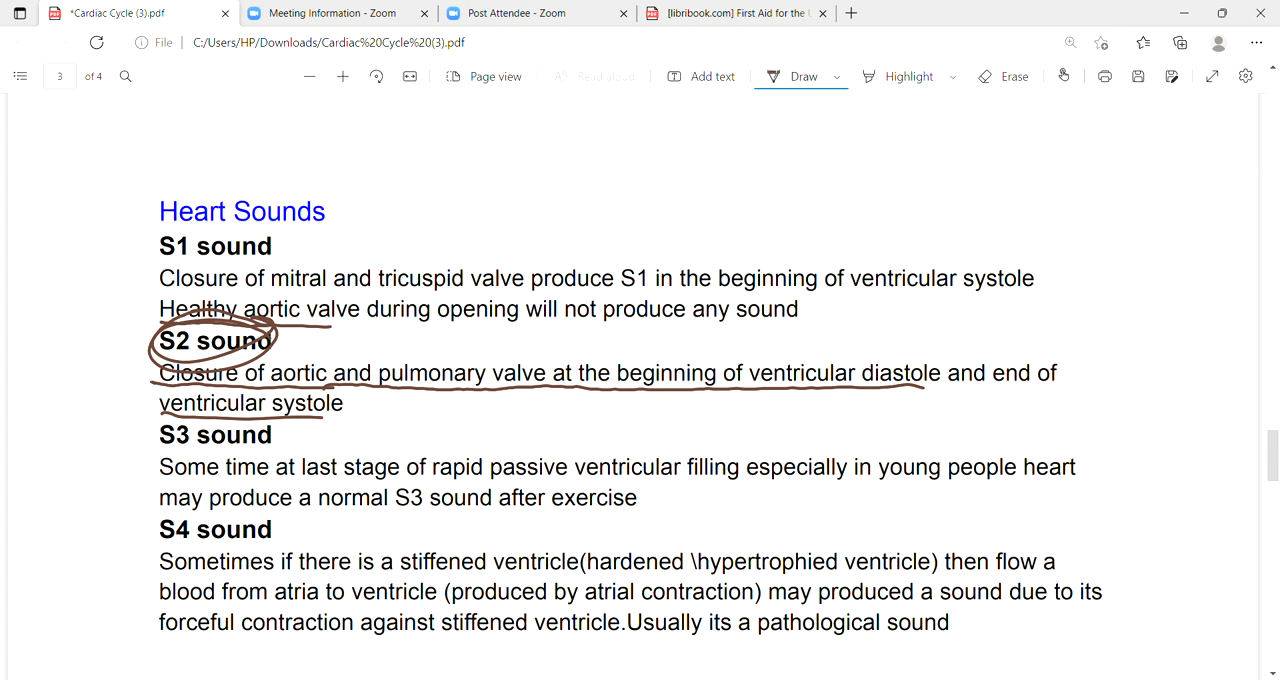 *Cardiac Cycle (3).pdf
Meeting Information - Zoom
Post Attendee - Zoom
[libribook.com] First Aid for the U
File
C:/Users/HP/Downloads/Cardiac%20Cycle%20(3).pdf
3 of 4
Page view
Read aloud
Add text
Draw
Highlight
Erase
Heart Sounds
S1 sound
Closure of mitral and tricuspid valve produce S1 in the beginning of ventricular systole
Healthy aortic valve during opening will not produce any sound
S2 sound
Closure of aortic and pulmonary valve at the beginning of ventricular diastole and end of
ventricular systole
S3 sound
Some time at last stage of rapid passive ventricular filling especially in young people heart
may produce a normal S3 sound after exercise
S4 sound
Sometimes if there is a stiffened ventricle(hardened \hypertrophied ventricle) then flow a
blood from atria to ventricle (produced by atrial contraction) may produced a sound due to its
forceful contraction against stiffened ventricle.Usually its a pathological sound